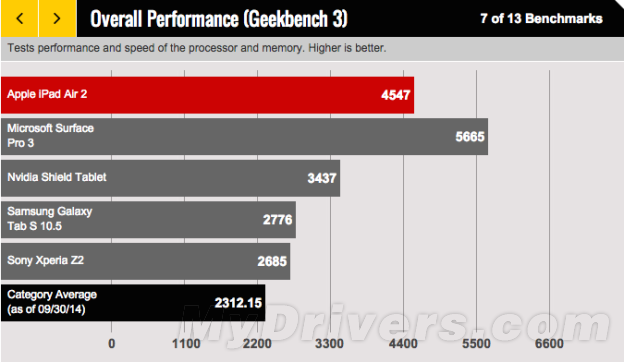 Overall Performance (Geekbench 3)
7 of 13 Benchmarks
Tests performance and speed of the processor and memory. Higher is better.
Apple iPad Air 2
4547
Microsoft Surface
Pro 3
5665
Nvidia Shield Tablet
3437
Samsung Galaxy
Tab S 10.5
2776
Sony Xperia Z2
2685
Category Average
(as of 09/30/14)
2312.15
MyDrivers.com
0 1100 2200 3300 4400 5500 6600